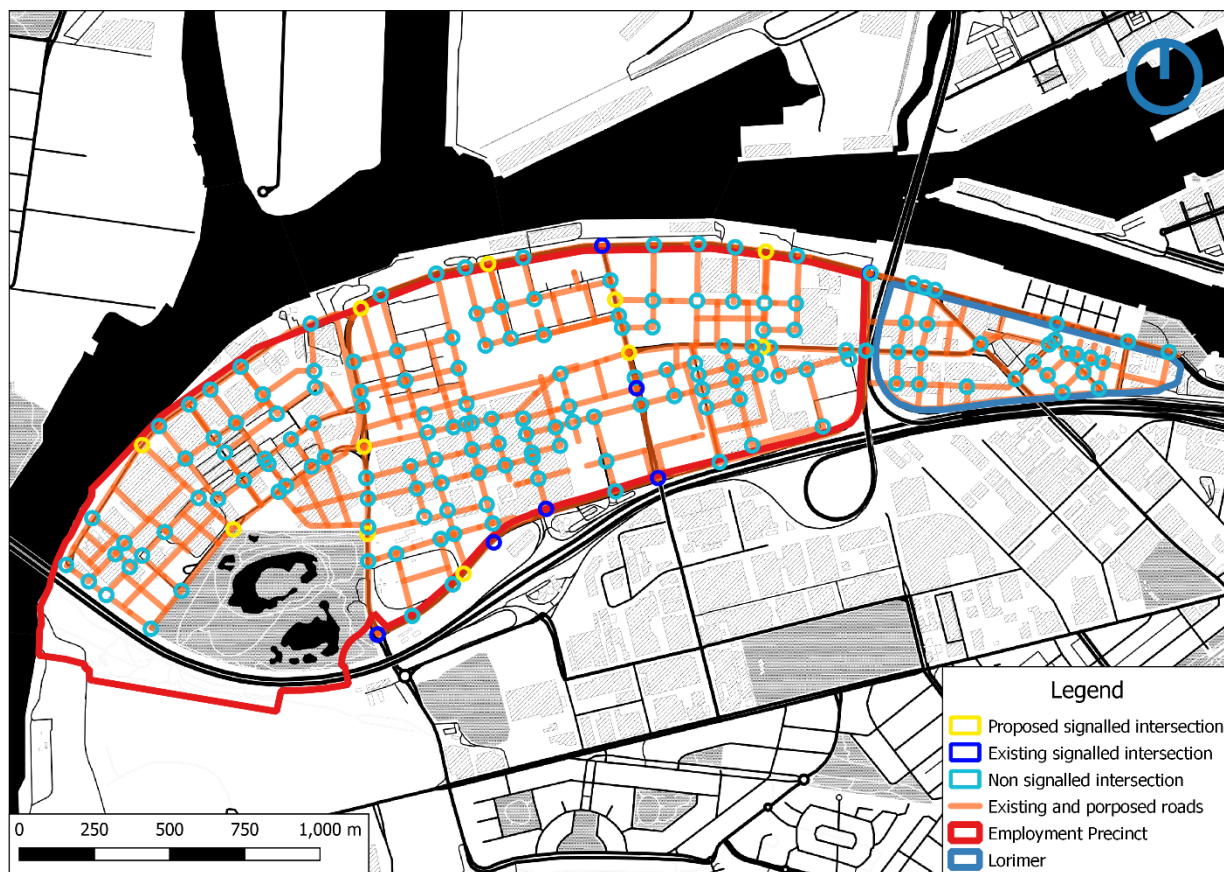 Legend
Proposed signalled intersection
Existing signalled intersection
Non signalled intersection
Existing and porposed roads
Employment Precinct
Lorimer
0 250 500 750 1,000 m